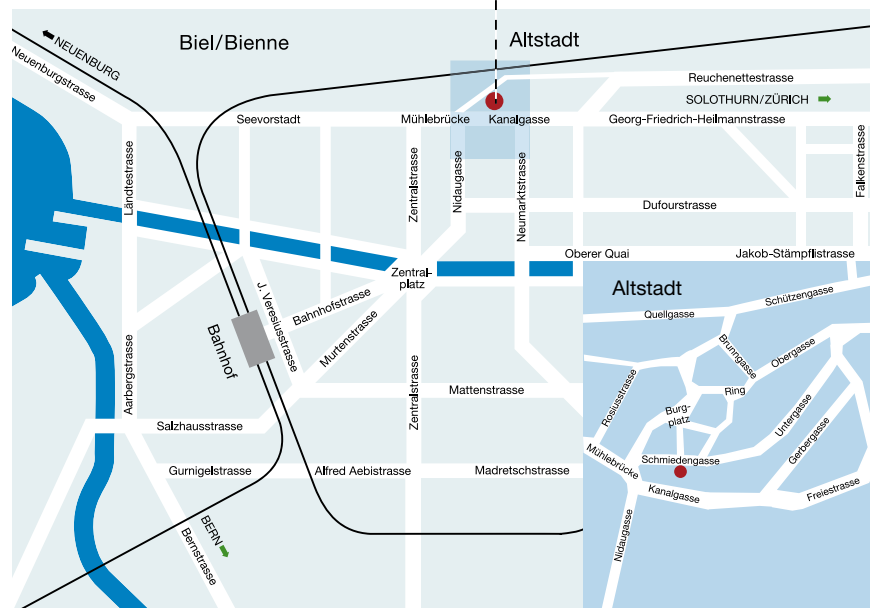 Biel/Bienne
Altstadt
NEUENBURG
Neuenburgstrasse
Reuchenettestrasse
SOLOTHURN/ZÜRICH
Seevorstadt
Mühlebrücke
Kanalgasse
Georg-Friedrich-Heilmannstrasse
Ländtestrasse
Zentralstrasse
Nidaugasse
Neumarktstrasse
Falkenstrasse
Dufourstrasse
Oberer Quai
Jakob-Stämpflistrasse
Zentral-
platz
J. Veresiusstrasse
Bahnhofstrasse
Bahnhof
Murtenstrasse
Aarbergstrasse
Zentralstrasse
Mattenstrasse
Salzhausstrasse
Gurnigelstrasse
Alfred Aebistrasse
Madretschstrasse
BERN
Bernstrasse
Altstadt
Quellgasse
Schützengasse
Brunngasse
Obergasse
Rosiusstrasse
Ring
Burg-
platz
Untergasse
Gerbergasse
Mühlebrücke
Schmiedengasse
Kanalgasse
Freiestrasse
Nidaugasse